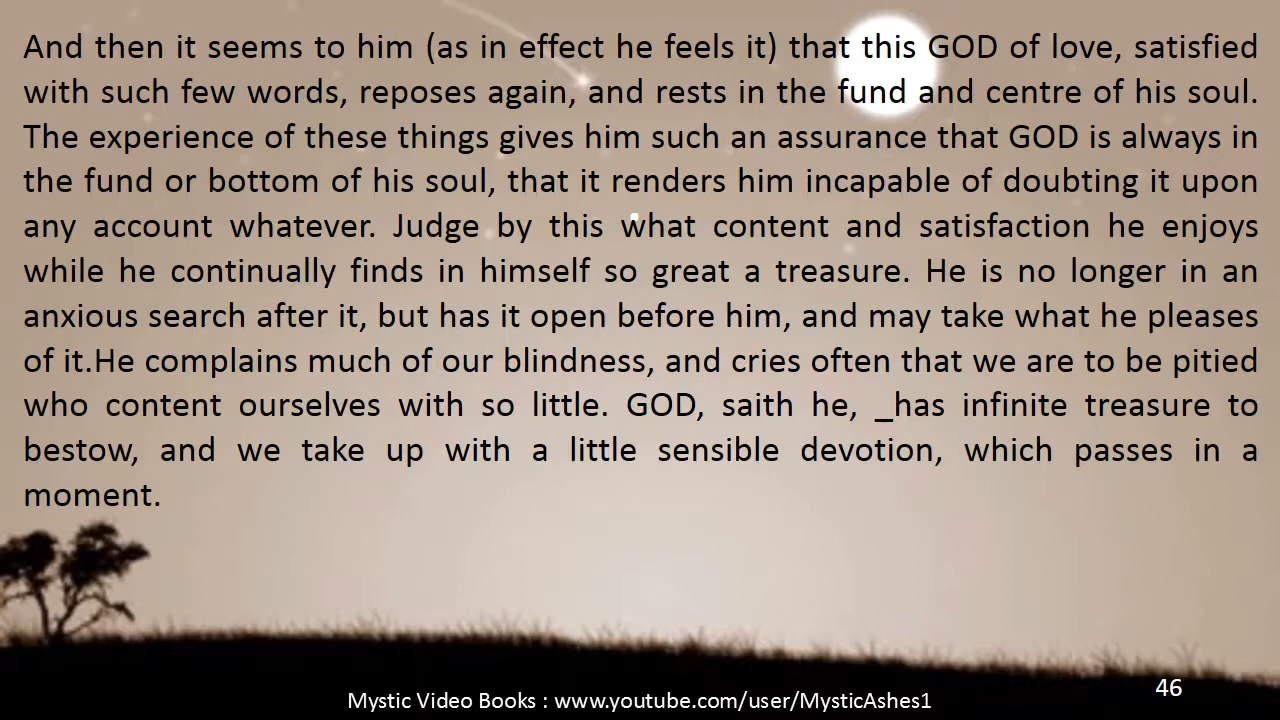 And then it seems to him (as in effect he feels it) that this GOD of love, satisfied
with such few words, reposes again, and rests in the fund and centre of his soul.
The experience of these things gives him such an assurance that GOD is always in
the fund or bottom of his soul, that it renders him incapable of doubting it upon
any account whatever. Judge by this what content and satisfaction he enjoys
while he continually finds in himself so great a treasure. He is no longer in an
anxious search after it, but has it open before him, and may take what he pleases
of it.He complains much of our blindness, and cries often that we are to be pitied
who content ourselves with so little. GOD, saith he, _has infinite treasure to
bestow, and we take up with a little sensible devotion, which passes in a
moment.
46
Mystic Video Books : www.youtube.com/user/MysticAshes1